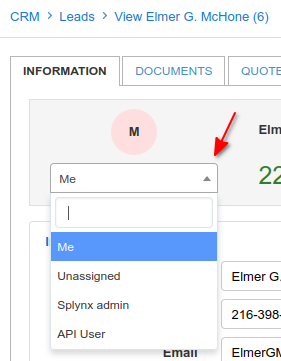 CRM > Leads > View Elmer G. McHone (6)
INFORMATION DOCUMENTS QUOTE
M
Elm
Me
22
Me
Unassigned
Elmer G.
Splynx admin
216-398-
API User
Email ElmerGM